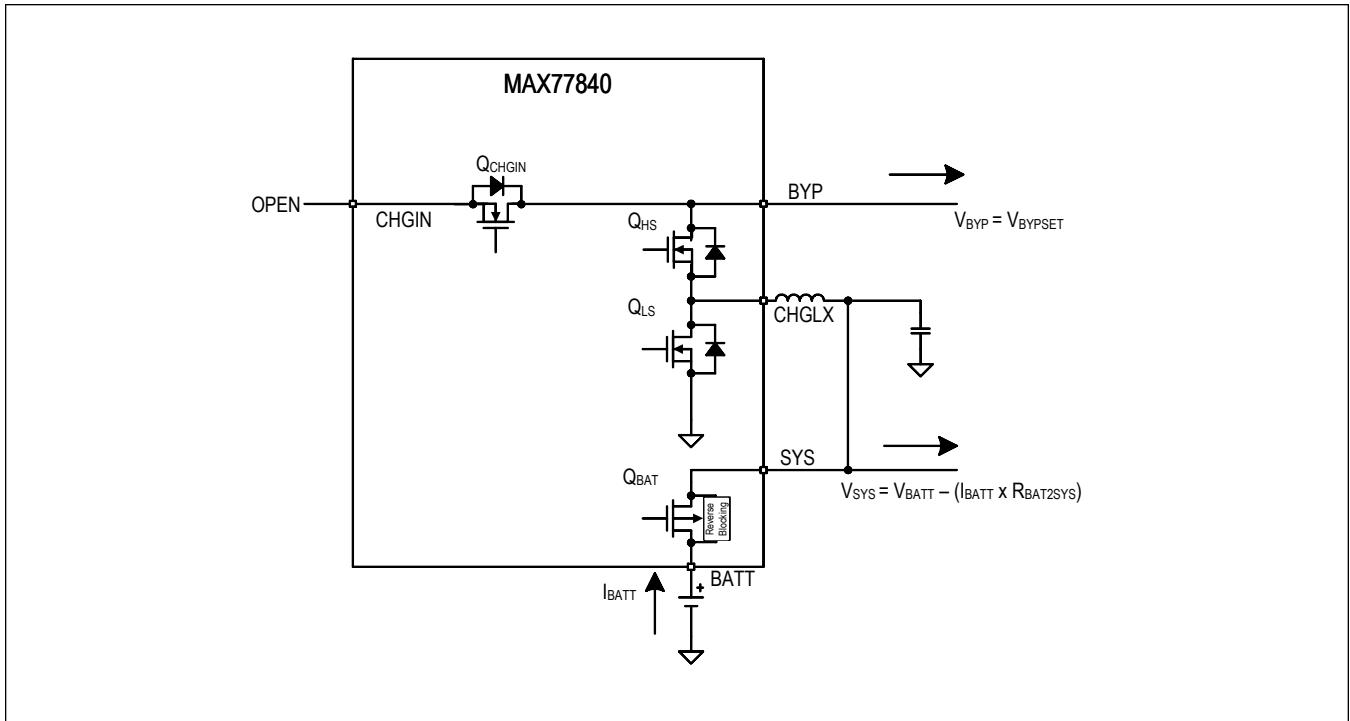 MAX77840
QCHGIN
OPEN
CHGIN
BYP
VBYP = VBYPSET
QHS
QLS
CHGLX
SYS
VSYS = VBATT – (IBATT x RBAT2SYS)
QBAT
Reverse
Blocking
BATT
+
IBATT